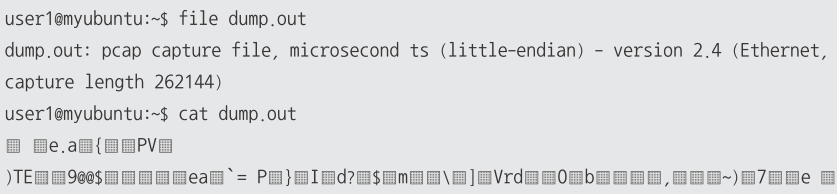 user1@myubuntu:~$ file dump.out
dump.out: pcap capture file, microsecond ts (little-endian) - version 2.4 (Ethernet,
capture length 262144)
user1@myubuntu:~$ cat dump.out
▦ ▦e.a▦{▦▦PV▦
)TE▦▦9@@$▦▦▦▦▦ea▦`= P▦}▦I▦d?▦$▦m▦▦\▦]▦Vrd▦▦O▦b▦▦▦▦,▦▦▦~)▦7▦▦e ▦